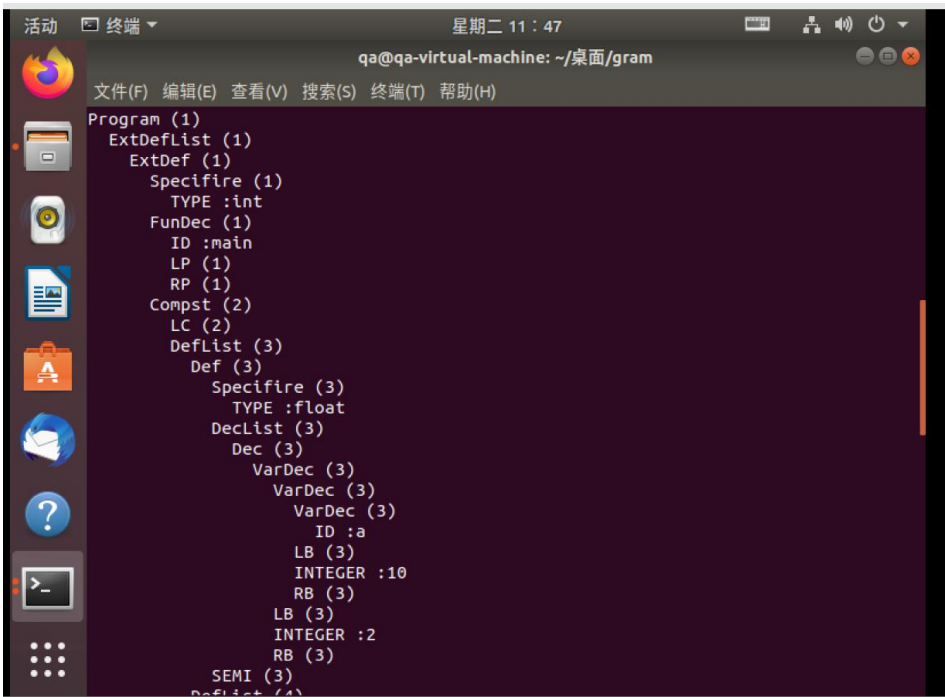 活动 终端 星期二 11:47
qa@qa-virtual-machine: ~/桌面/gram
文件(F) 编辑(E) 查看(V) 搜索(S) 终端(T) 帮助(H)
Program (1)
ExtDefList (1)
ExtDef (1)
Specifire (1)
TYPE :int
FunDec (1)
ID :main
LP (1)
RP (1)
Compst (2)
LC (2)
DefList (3)
Def (3)
Specifire (3)
TYPE :float
DecList (3)
Dec (3)
VarDec (3)
VarDec (3)
VarDec (3)
ID :a
LB (3)
INTEGER :10
RB (3)
LB (3)
INTEGER :2
RB (3)
SEMI (3)
DefList (4)